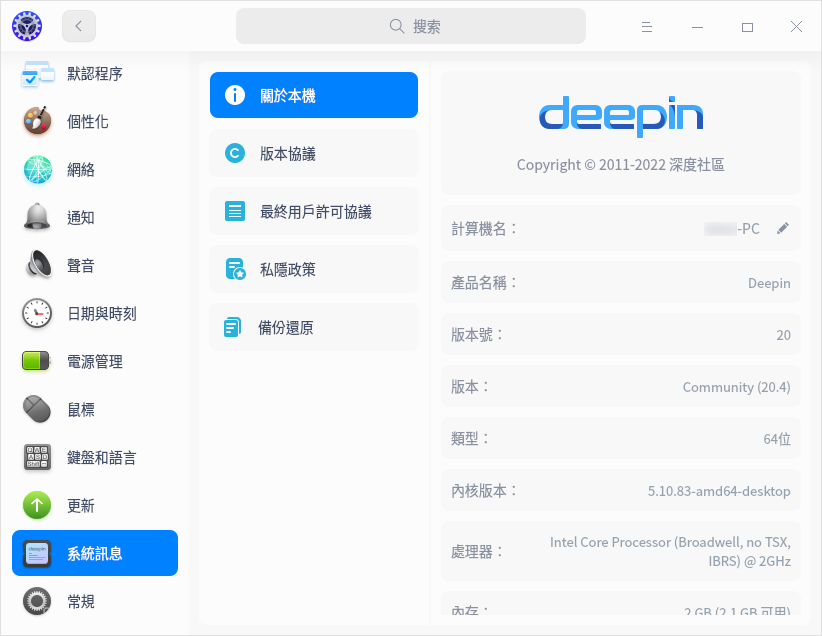 搜索
默認程序
個性化
網絡
通知
聲音
日期與時刻
電源管理
鼠標
鍵盤和語言
更新
系統訊息
常規
關於本機
版本協議
最終用戶許可協議
私隱政策
備份還原
deepin
Copyright © 2011-2022 深度社區
計算機名：
-PC
產品名稱：
Deepin
版本號：
20
版本：
Community (20.4)
類型：
64位
內核版本：
5.10.83-amd64-desktop
處理器：
Intel Core Processor (Broadwell, no TSX,
IBRS) @ 2GHz
內存：
2 GB (2.1 GB 可用)